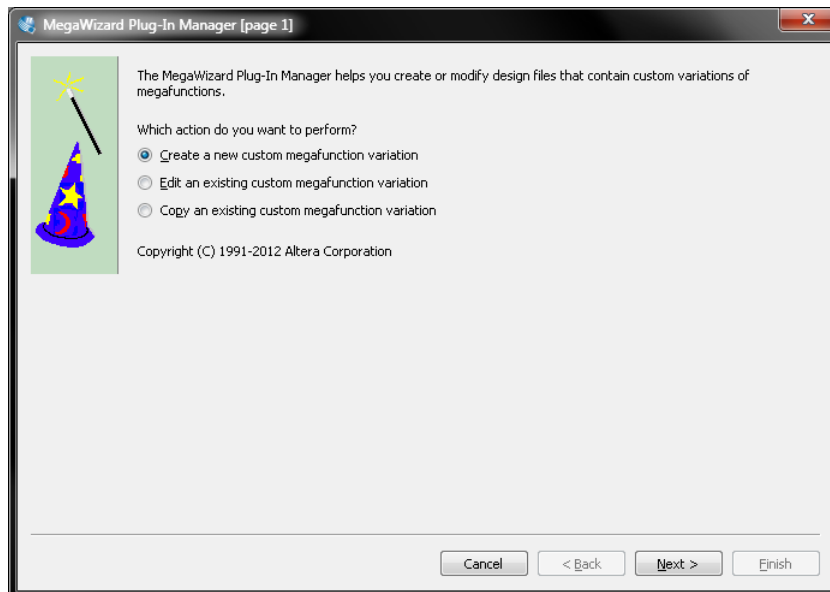 MegaWizard Plug-In Manager [page 1]
The MegaWizard Plug-In Manager helps you create or modify design files that contain custom variations of
megafunctions.
Which action do you want to perform?
Create a new custom megafunction variation
Edit an existing custom megafunction variation
Copy an existing custom megafunction variation
Copyright (C) 1991-2012 Altera Corporation
Cancel
< Back
Next >
Finish